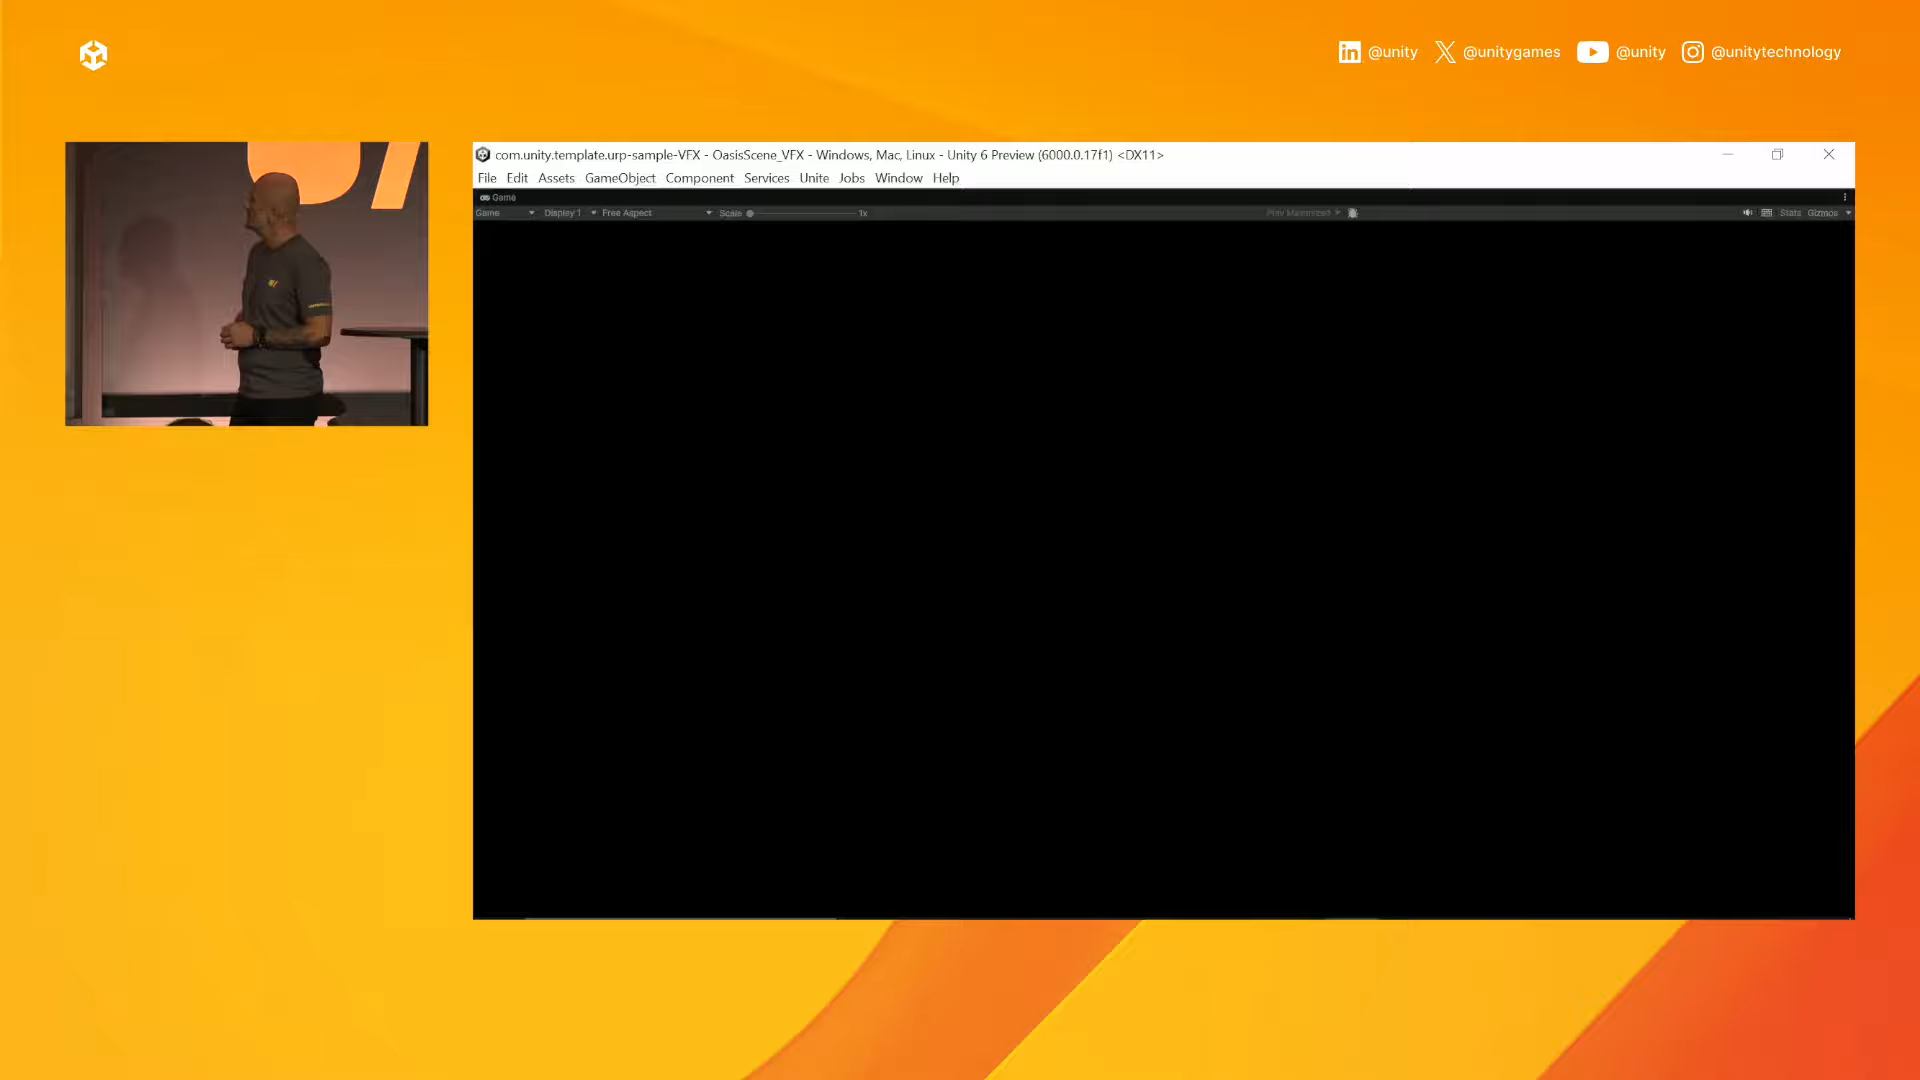 @unity @unitygames @unity @unitytechnology
com.unity.template.urp-sample-VFX - OasisScene_VFX - Windows, Mac, Linux - Unity 6 Preview (6000.0.17f1) <DX11>
File Edit Assets GameObject Component Services Unite Jobs Window Help
Game
Game Display 1 Free Aspect Scale 1x Play Maximized Stats Gizmos